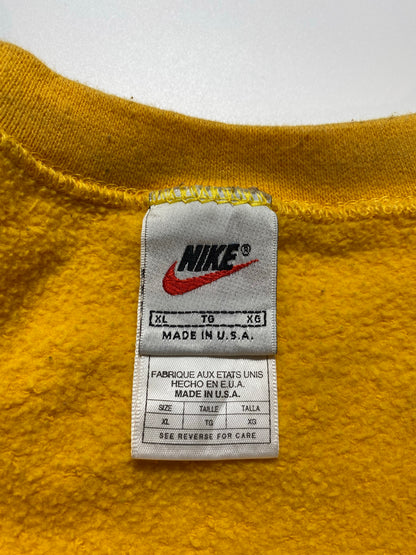 NIKE®
XL TG XG
MADE IN U.S.A.
FABRIQUE AUX ETATS UNIS
HECHO EN E.U.A.
MADE IN U.S.A.
SIZE TAILLE TALLA
XL TG XG
SEE REVERSE FOR CARE